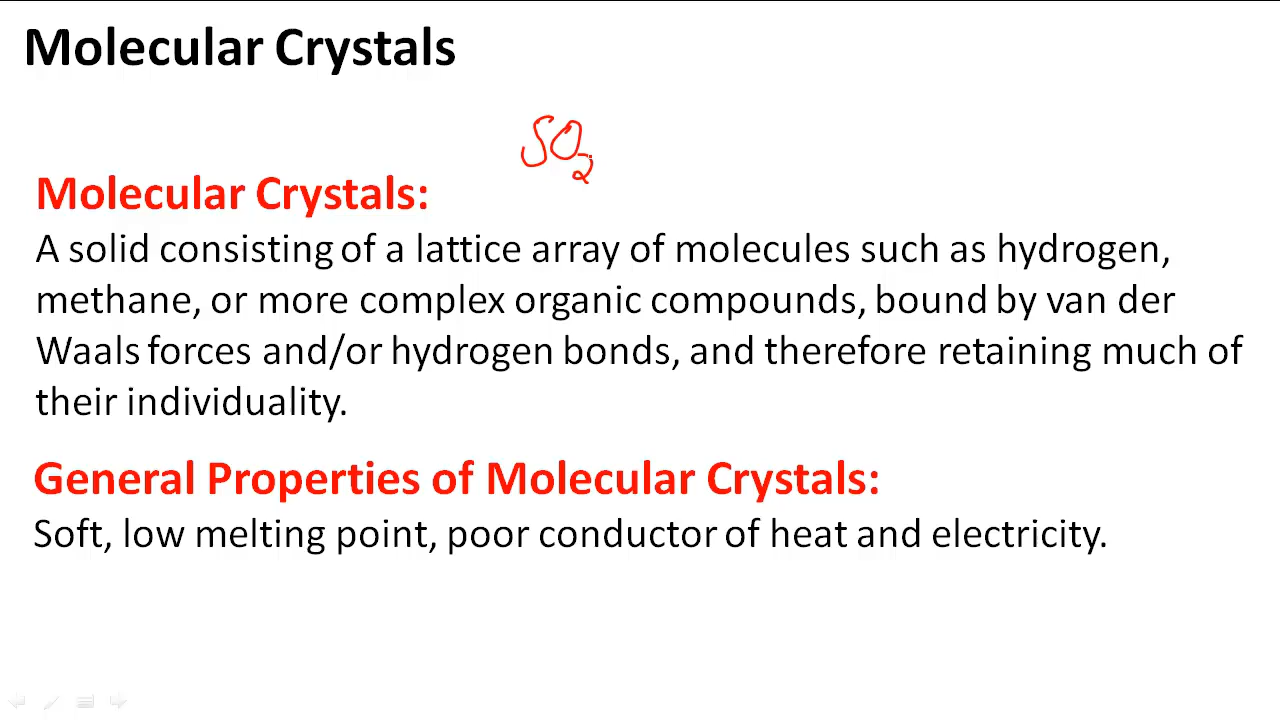 Molecular Crystals
SO₂
Molecular Crystals:
A solid consisting of a lattice array of molecules such as hydrogen,
methane, or more complex organic compounds, bound by van der
Waals forces and/or hydrogen bonds, and therefore retaining much of
their individuality.
General Properties of Molecular Crystals:
Soft, low melting point, poor conductor of heat and electricity.